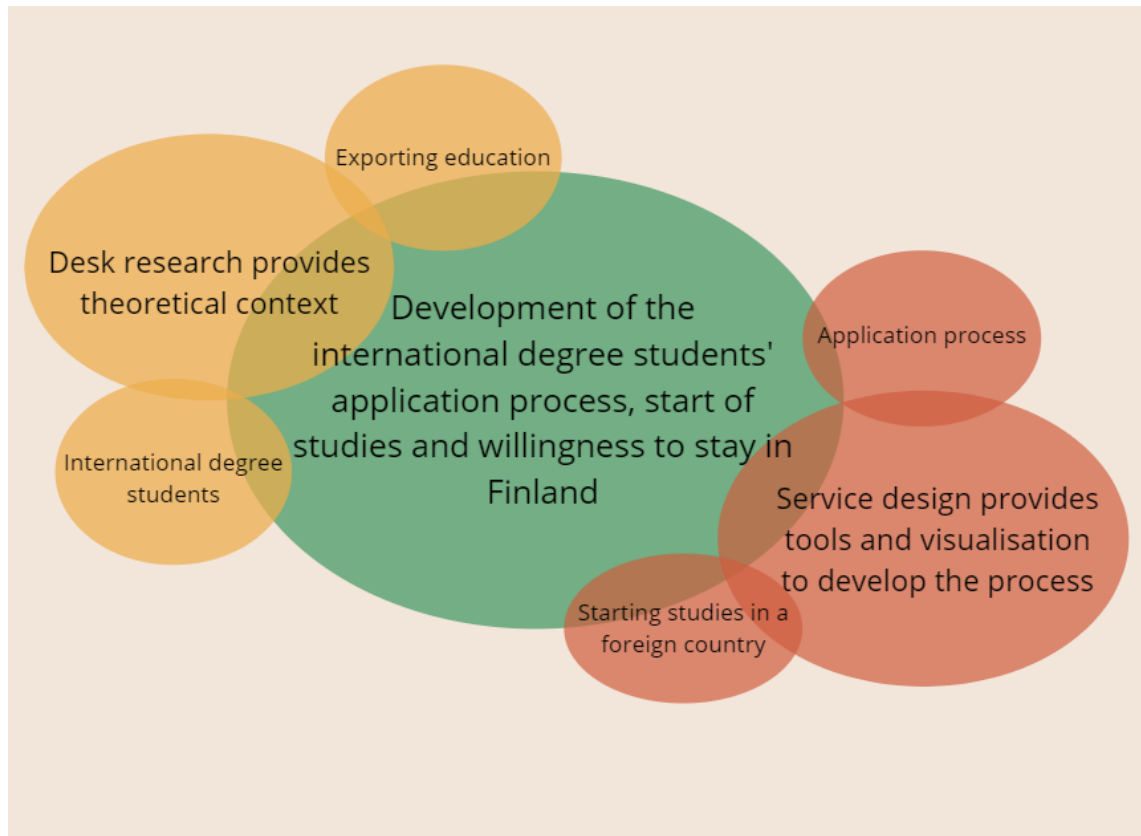 Exporting education
Desk research provides
theoretical context
Development of the
international degree students'
application process, start of
studies and willingness to stay in
Finland
Application process
International degree
students
Service design provides
tools and visualisation
to develop the process
Starting studies in a
foreign country